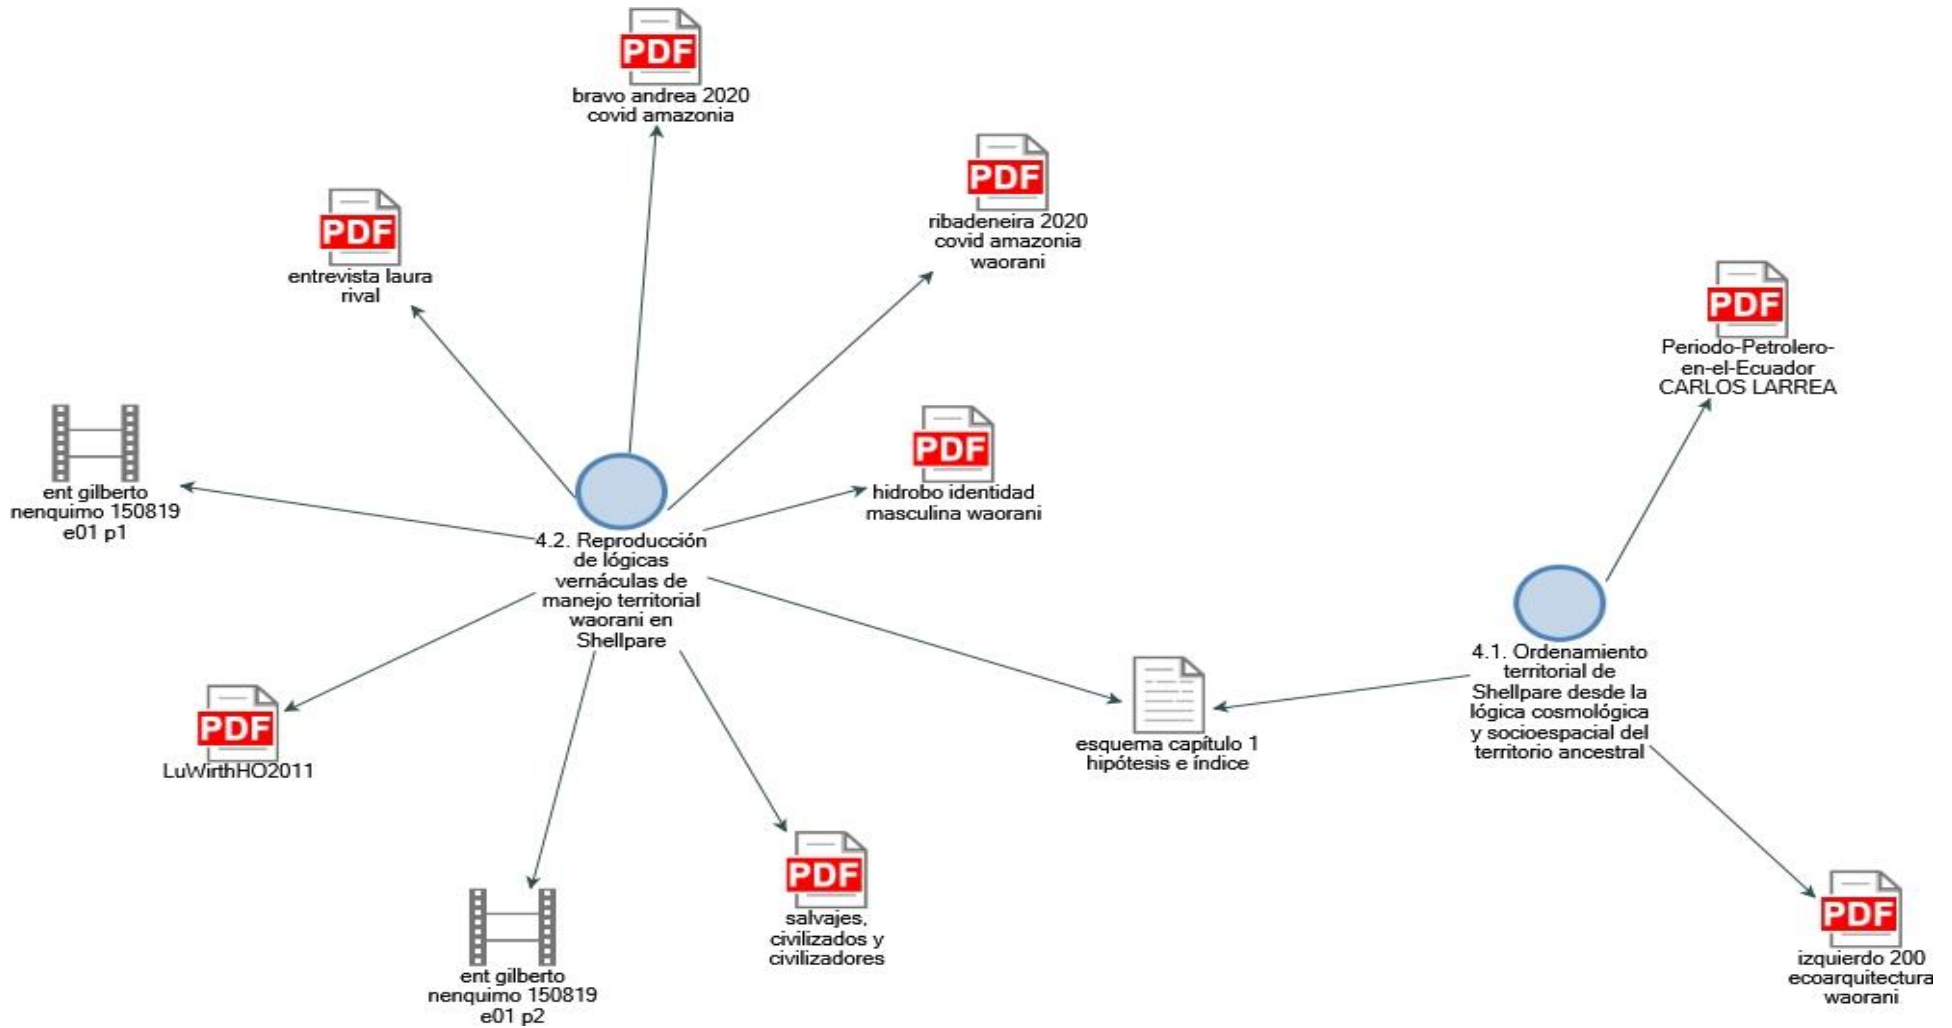 PDF
bravo andrea 2020
covid amazonia
PDF
ribadeneira 2020
covid amazonia
waorani
PDF
entrevista laura
rival
PDF
Periodo-Petrolero-
en-el-Ecuador
CARLOS LARREA
ent gilberto
nenquimo 150819
e01 p1
PDF
hidrobo identidad
masculina waorani
4.2. Reproducción
de lógicas
vernáculas de
manejo territorial
waorani en
Shellpare
4.1. Ordenamiento
territorial de
Shellpare desde la
lógica cosmológica
y socioespacial del
territorio ancestral
esquema capítulo 1
hipótesis e índice
PDF
LuWirthHO2011
PDF
salvajes,
civilizados y
civilizadores
ent gilberto
nenquimo 150819
e01 p2
PDF
izquierdo 200
ecoarquitectura
waorani